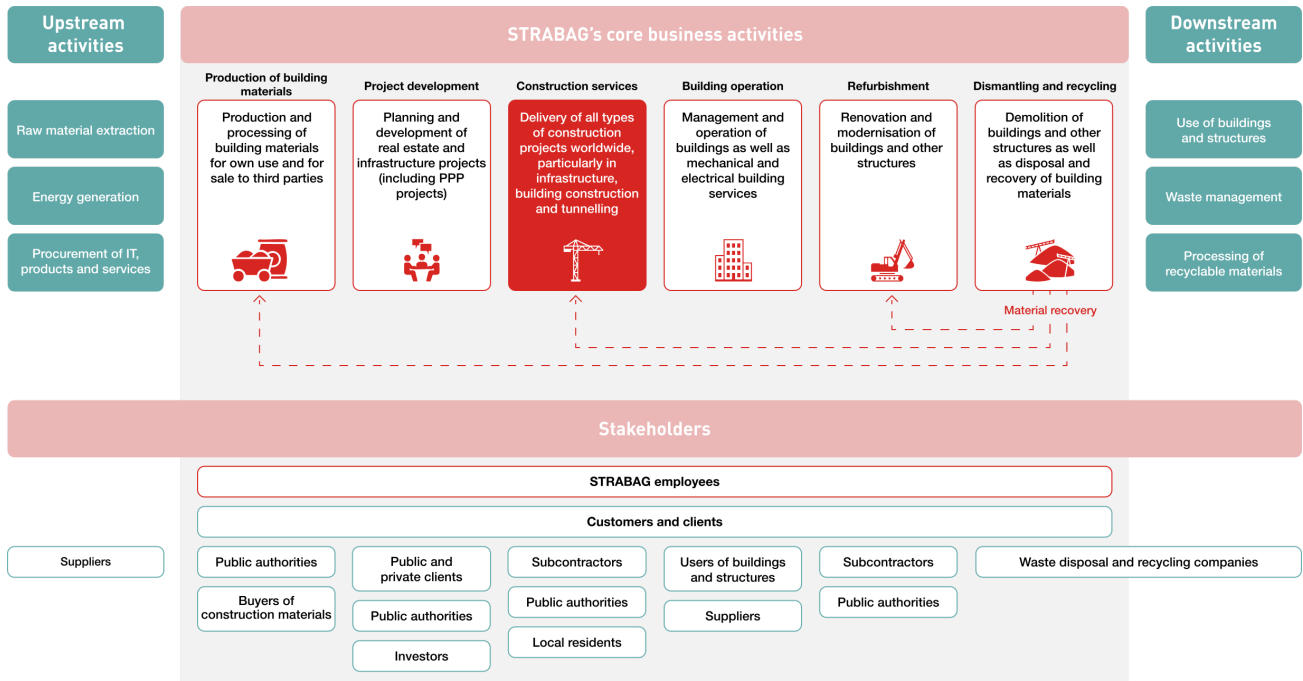 Upstream
activities
STRABAG's core business activities
Downstream
activities
Production of building
materials
Project development
Construction services
Building operation
Refurbishment
Dismantling and recycling
Raw material extraction
Energy generation
Procurement of IT,
products and services
Production and
processing of
building materials
for own use and for
sale to third parties
Planning and
development of
real estate and
infrastructure projects
(including PPP
projects)
Delivery of all types
of construction
projects worldwide,
particularly in
infrastructure,
building construction
and tunnelling
Management and
operation of
buildings as well as
mechanical and
electrical building
services
Renovation and
modernisation of
buildings and other
structures
Demolition of
buildings and other
structures as well
as disposal and
recovery of building
materials
Use of buildings
and structures
Waste management
Processing of
recyclable materials
Material recovery
Stakeholders
STRABAG employees
Customers and clients
Suppliers
Public authorities
Buyers of
construction materials
Public and
private clients
Public authorities
Investors
Subcontractors
Public authorities
Local residents
Users of buildings
and structures
Suppliers
Subcontractors
Public authorities
Waste disposal and recycling companies